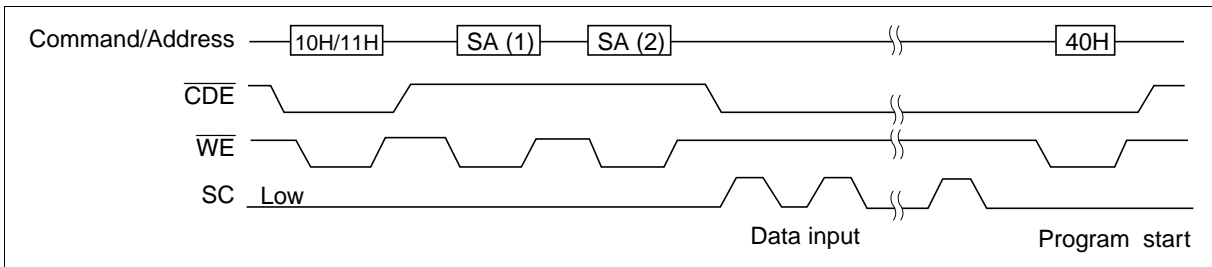 Command/Address 10H/11H SA (1) SA (2) 40H
CDE
WE
SC Low
Data input Program start